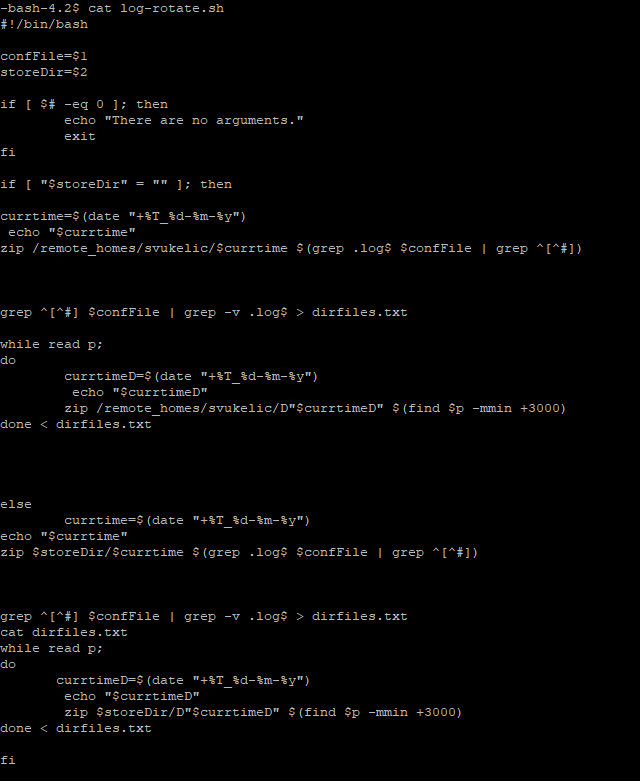 -bash-4.2$ cat log-rotate.sh
#!/bin/bash
confFile=$1
storeDir=$2
if [ $# -eq 0 ]; then
        echo "There are no arguments."
        exit
fi
if [ "$storeDir" = "" ]; then
currtime=$(date "+%T_%d-%m-%y")
 echo "$currtime"
zip /remote_homes/svukelic/$currtime $(grep .log$ $confFile | grep ^[^#])
grep ^[^#] $confFile | grep -v .log$ > dirfiles.txt
while read p;
do
        currtimeD=$(date "+%T_%d-%m-%y")
         echo "$currtimeD"
        zip /remote_homes/svukelic/D"$currtimeD" $(find $p -mmin +3000)
done < dirfiles.txt
else
        currtime=$(date "+%T_%d-%m-%y")
echo "$currtime"
zip $storeDir/$currtime $(grep .log$ $confFile | grep ^[^#])
grep ^[^#] $confFile | grep -v .log$ > dirfiles.txt
cat dirfiles.txt
while read p;
do
       currtimeD=$(date "+%T_%d-%m-%y")
        echo "$currtimeD"
        zip $storeDir/D"$currtimeD" $(find $p -mmin +3000)
done < dirfiles.txt
fi